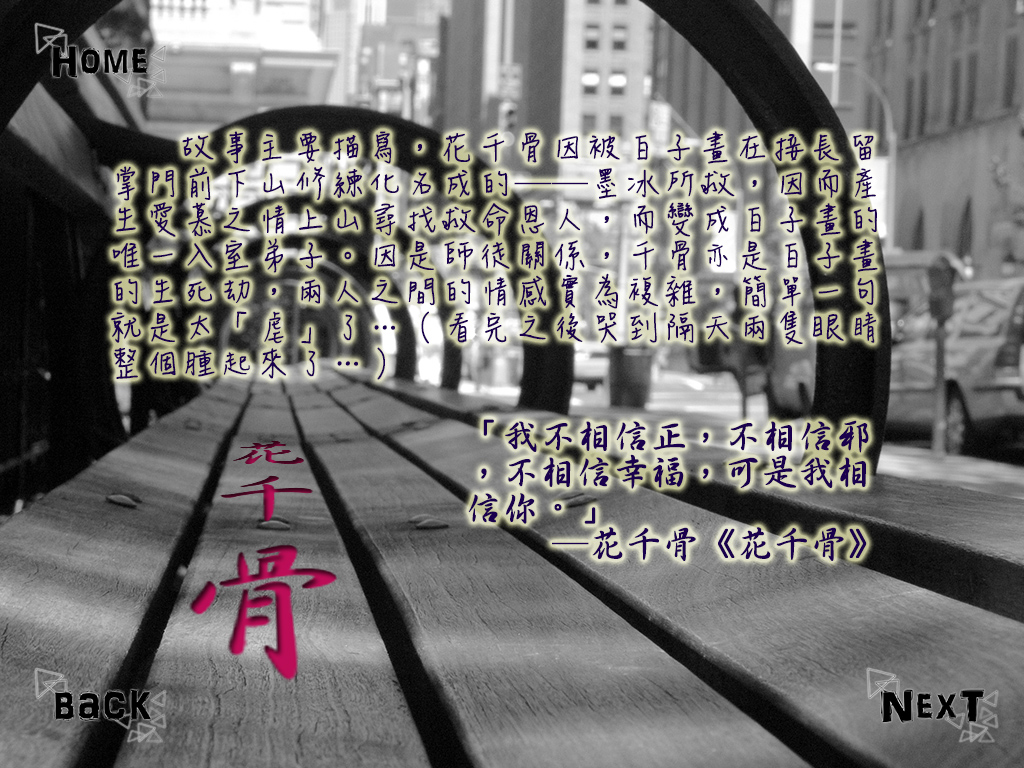 HOME
故事主要描寫，花千骨因被白子畫在接長留
掌門前下山修練化名成的——墨冰所救，因而產
生愛慕之情上山尋找救命恩人，而變成白子畫的
唯一入室弟子。因是師徒關係，千骨亦是白子畫
的生死劫，兩人之間的情感實為複雜，簡單一句
就是太「虐」了…（看完之後哭到隔天兩隻眼睛
整個腫起來了…）
「我不相信正，不相信邪
，不相信幸福，可是我相
信你。」
—花千骨《花千骨》
花千骨
BACK
NEXT